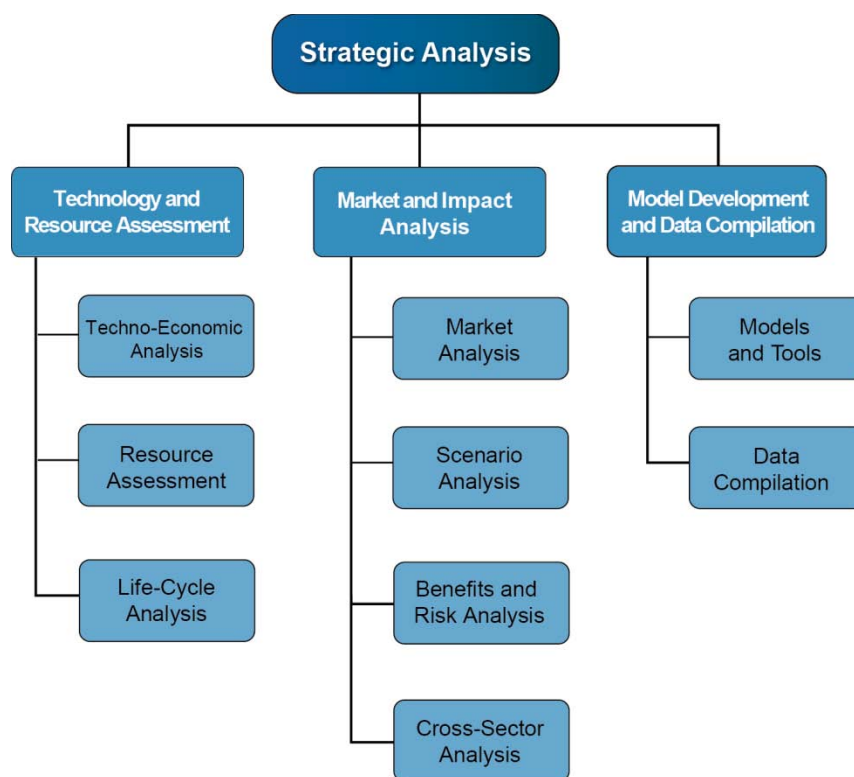 Strategic Analysis
Technology and
Resource Assessment
Techno-Economic
Analysis
Resource
Assessment
Life-Cycle
Analysis
Market and Impact
Analysis
Market
Analysis
Scenario
Analysis
Benefits and
Risk Analysis
Cross-Sector
Analysis
Model Development
and Data Compilation
Models
and Tools
Data
Compilation